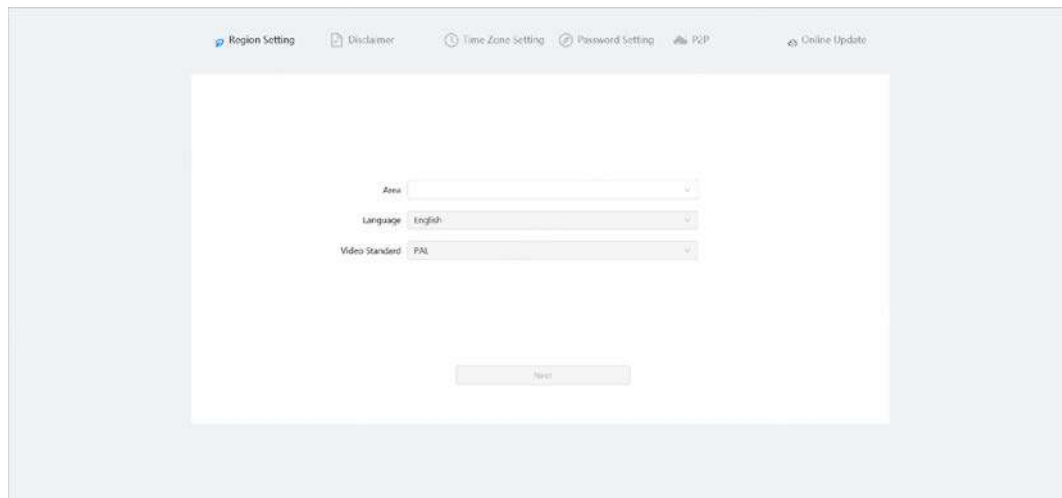 Region Setting Disclaimer Time Zone Setting Password Setting P2P Online Update
Area
Language English
Video Standard PAL
Next